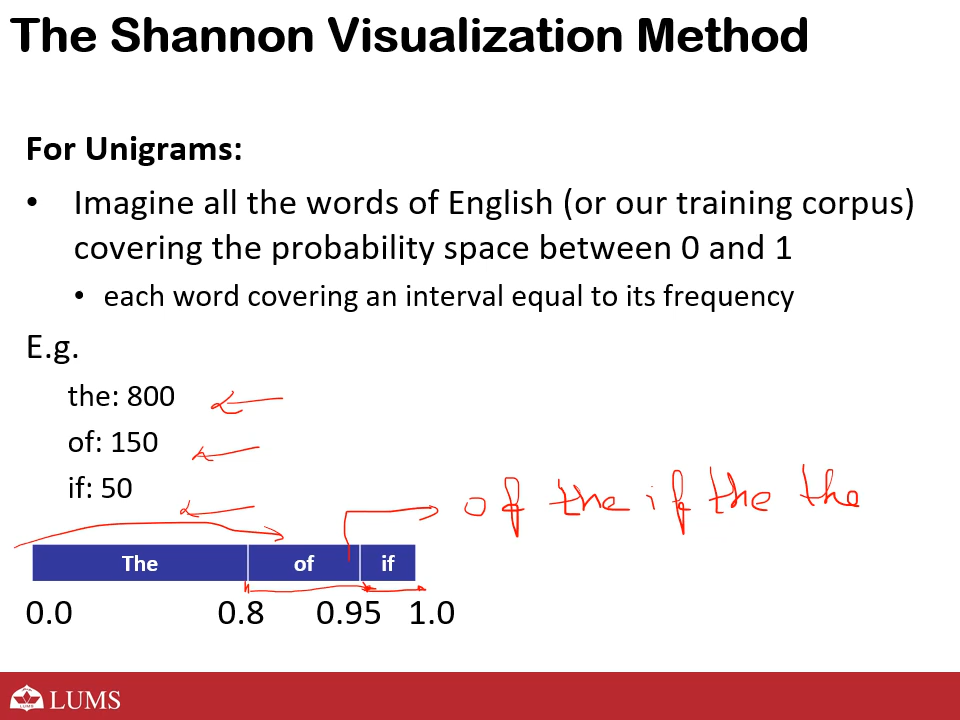 The Shannon Visualization Method
For Unigrams:
• Imagine all the words of English (or our training corpus)
covering the probability space between 0 and 1
• each word covering an interval equal to its frequency
E.g.
the: 800
of: 150
if: 50
of the if the the
The of if
0.0 0.8 0.95 1.0
LUMS